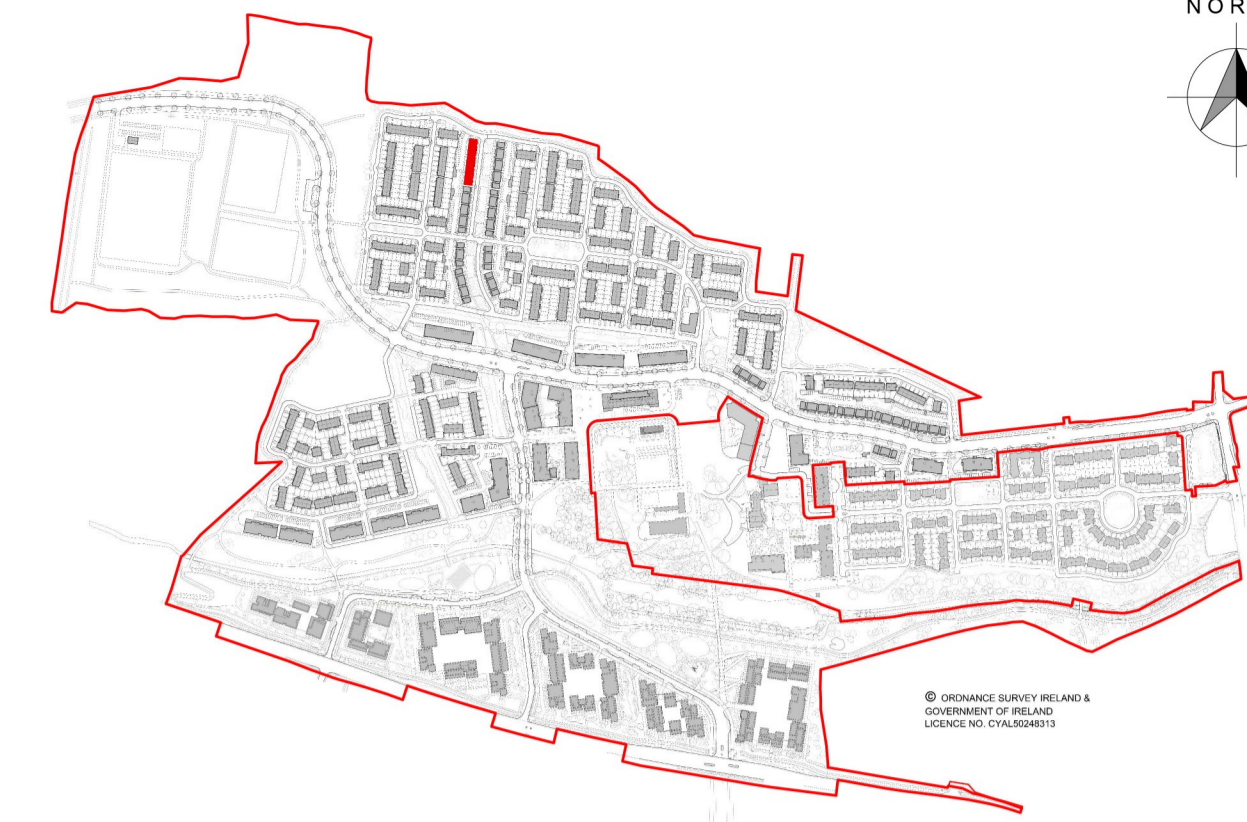 NOR
© ORDNANCE SURVEY IRELAND &
GOVERNMENT OF IRELAND
LICENCE NO. CYAL50248313